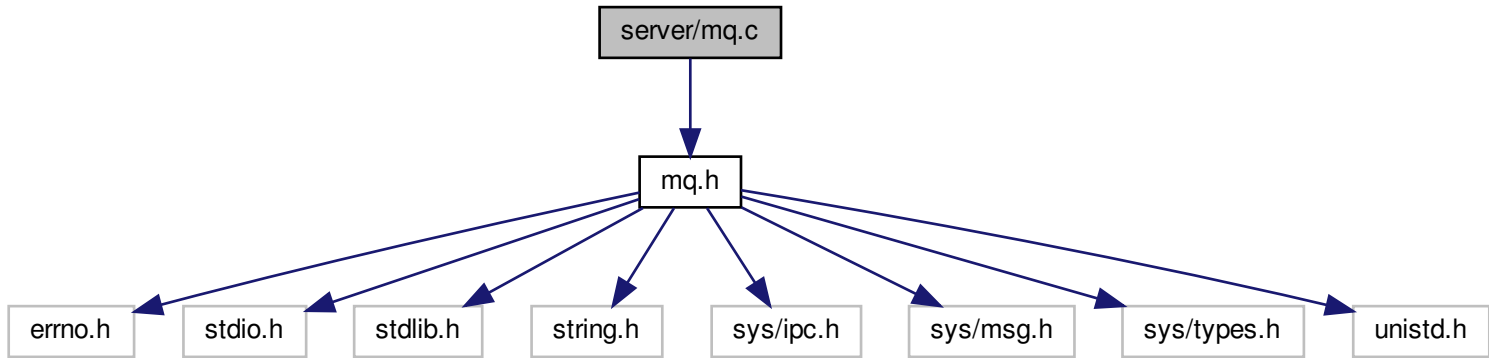 server/mq.c
mq.h
errno.h
stdio.h
stdlib.h
string.h
sys/ipc.h
sys/msg.h
sys/types.h
unistd.h